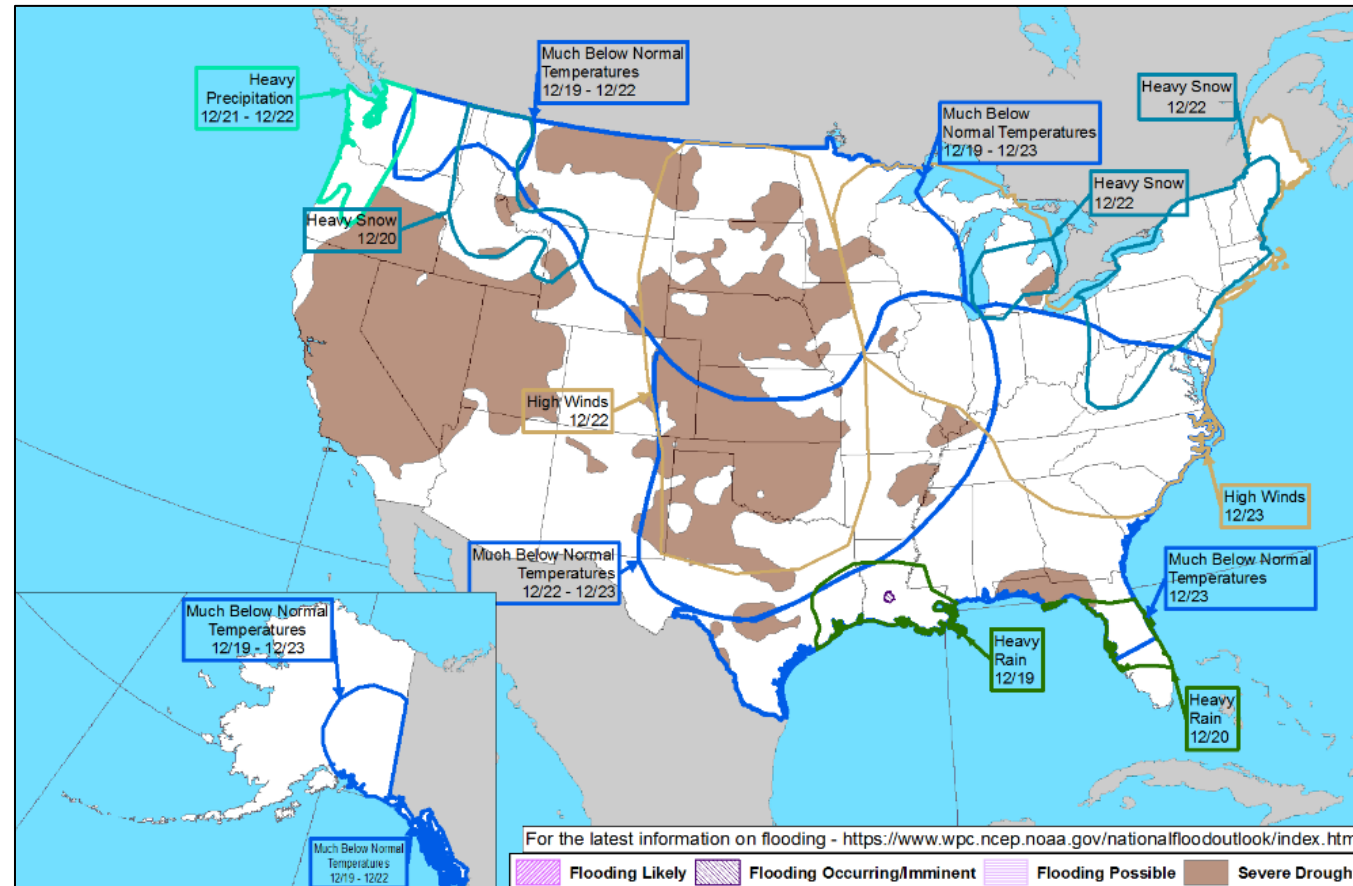 Much Below Normal
Temperatures
12/19 - 12/22
Heavy
Precipitation
12/21 - 12/22
Heavy Snow
12/22
Much Below
Normal Temperatures
12/19 - 12/23
Heavy Snow
12/22
Heavy Snow
12/20
High Winds
12/22
High Winds
12/23
Much Below Normal
Temperatures
12/22 - 12/23
Much Below Normal
Temperatures
12/23
Heavy
Rain
12/19
Heavy
Rain
12/20
Much Below Normal
Temperatures
12/19 - 12/23
Much Below Normal
Temperatures
12/19 - 12/22
For the latest information on flooding - https://www.wpc.ncep.noaa.gov/nationalfloodoutlook/index.htm
Flooding Likely Flooding Occurring/Imminent Flooding Possible Severe Drough